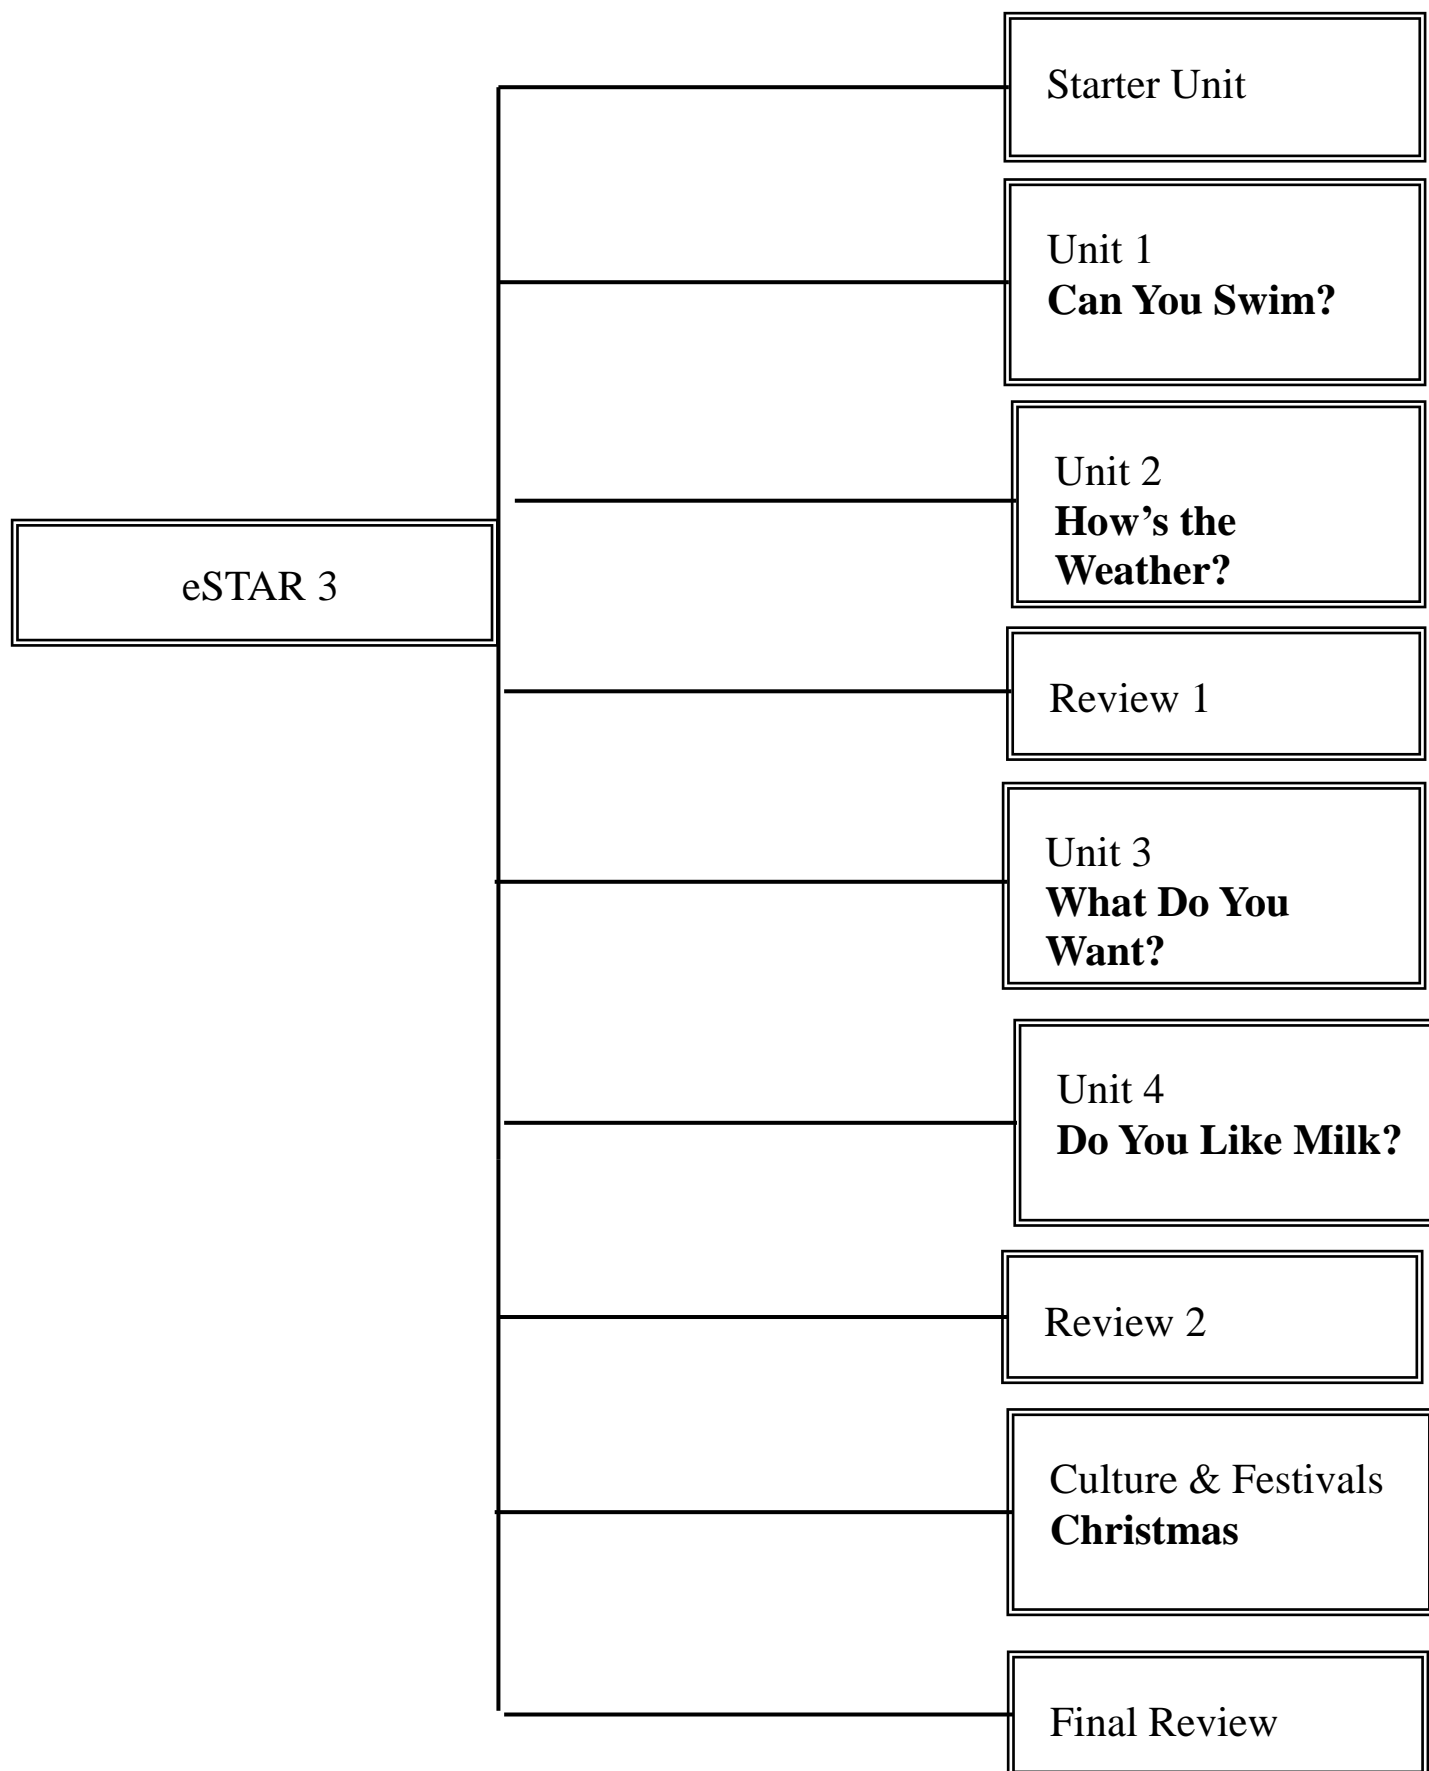 Starter Unit
Unit 1
Can You Swim?
Unit 2
How’s the
Weather?
eSTAR 3
Review 1
Unit 3
What Do You
Want?
Unit 4
Do You Like Milk?
Review 2
Culture & Festivals
Christmas
Final Review